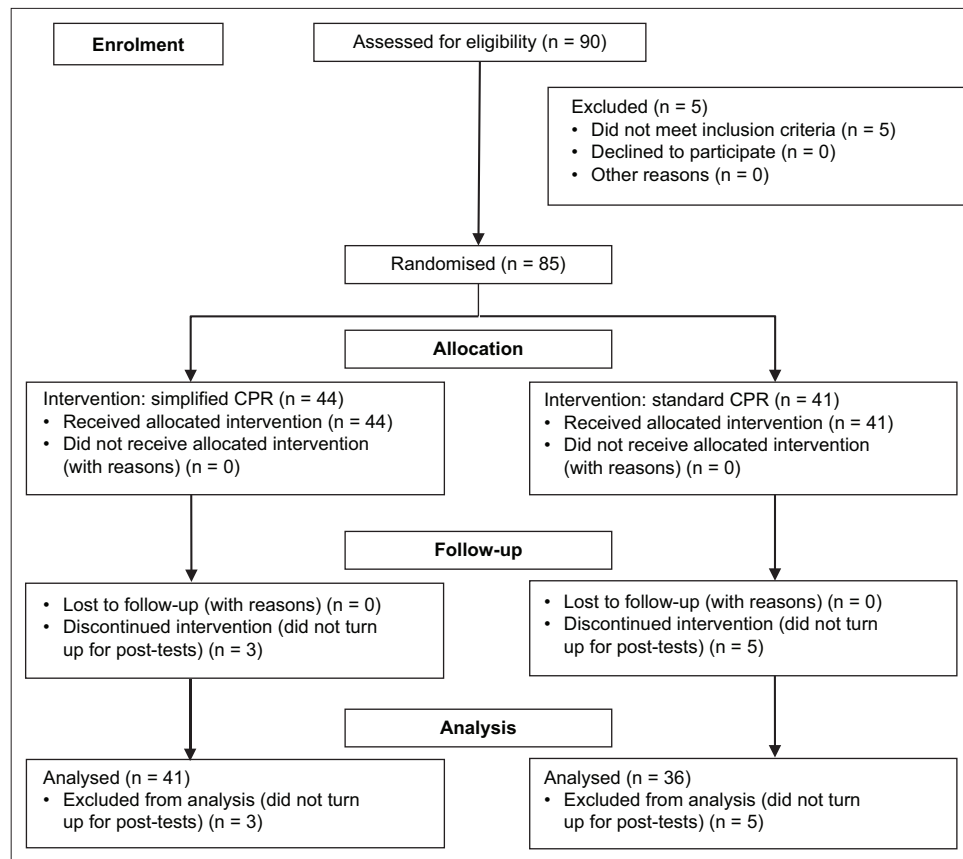 Enrolment
Assessed for eligibility (n = 90)
Excluded (n = 5)
• Did not meet inclusion criteria (n = 5)
• Declined to participate (n = 0)
• Other reasons (n = 0)
Randomised (n = 85)
Allocation
Intervention: simplified CPR (n = 44)
• Received allocated intervention (n = 44)
• Did not receive allocated intervention
(with reasons) (n = 0)
Intervention: standard CPR (n = 41)
• Received allocated intervention (n = 41)
• Did not receive allocated intervention
(with reasons) (n = 0)
Follow-up
• Lost to follow-up (with reasons) (n = 0)
• Discontinued intervention (did not turn
up for post-tests) (n = 3)
• Lost to follow-up (with reasons) (n = 0)
• Discontinued intervention (did not turn
up for post-tests) (n = 5)
Analysis
Analysed (n = 41)
• Excluded from analysis (did not turn
up for post-tests) (n = 3)
Analysed (n = 36)
• Excluded from analysis (did not turn
up for post-tests) (n = 5)